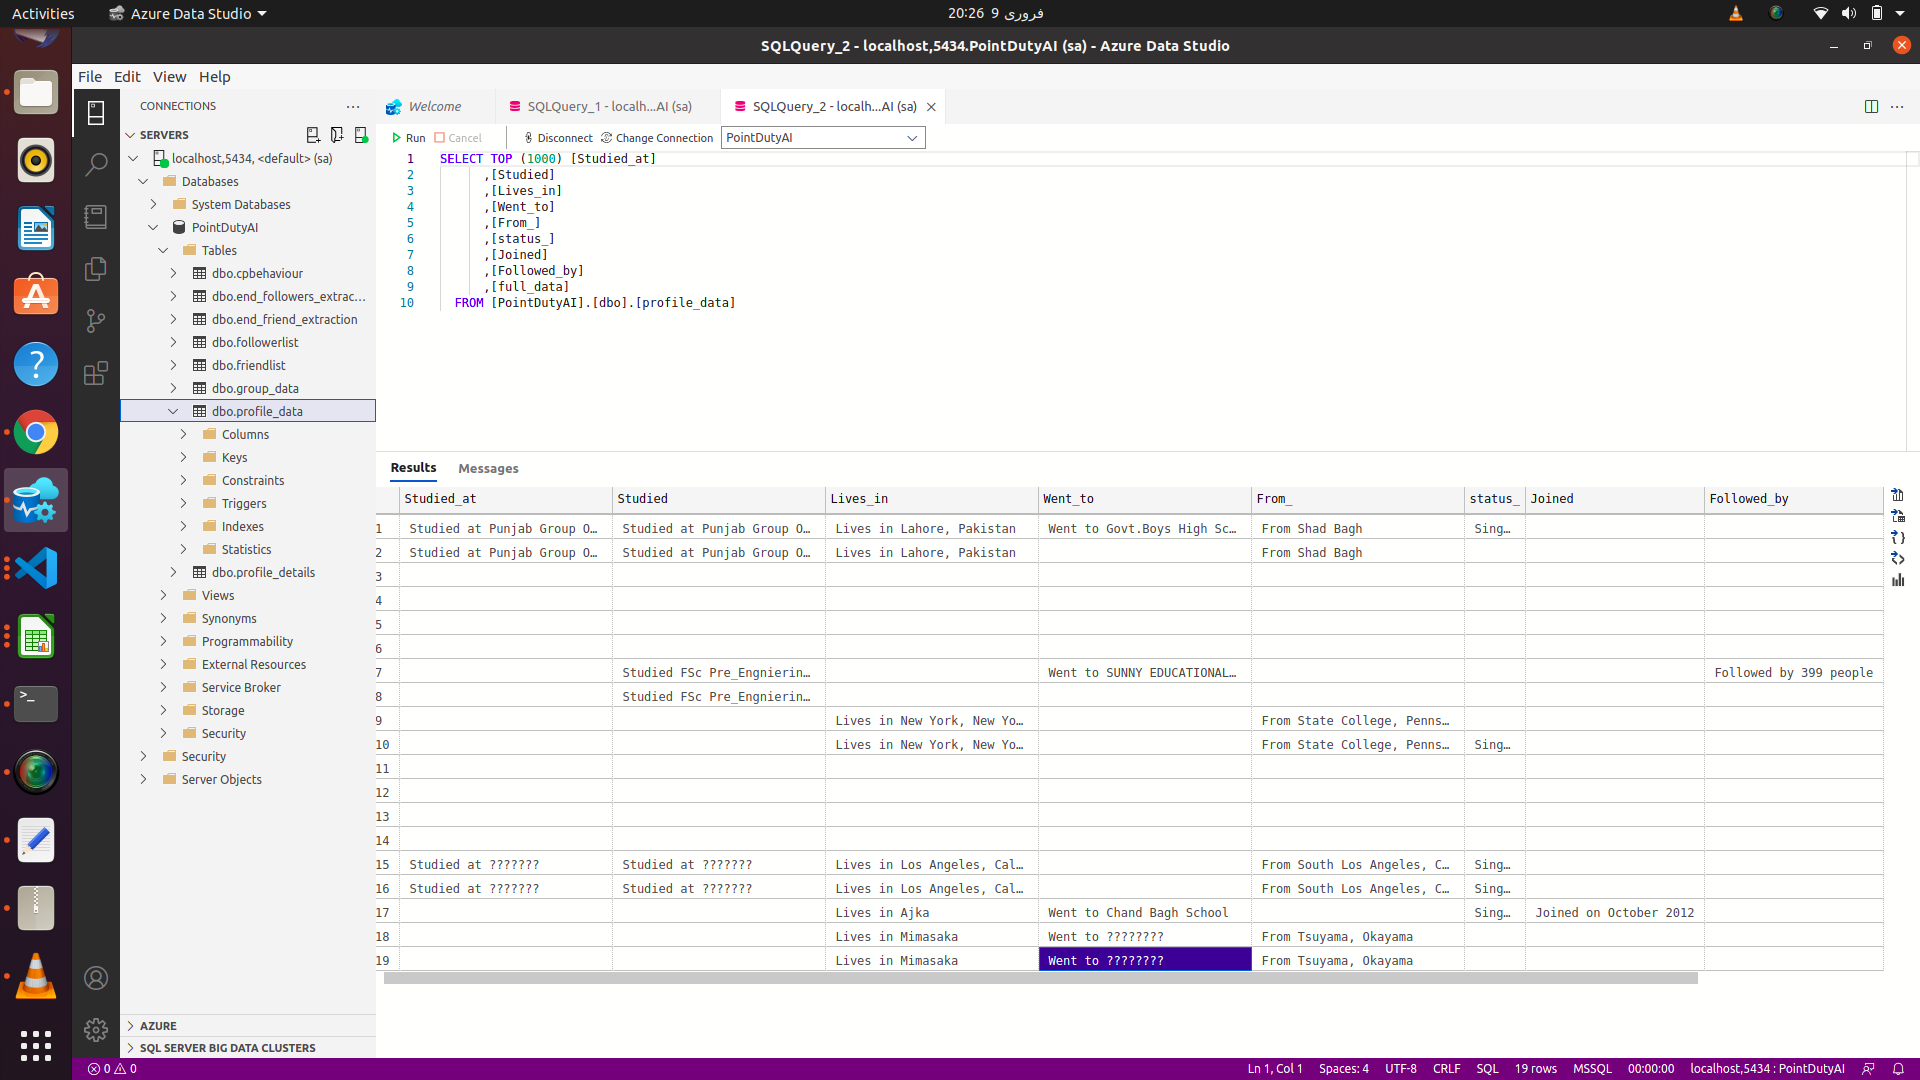 Activities
Azure Data Studio
20:26 9 فروری
SQLQuery_2 - localhost,5434.PointDutyAI (sa) - Azure Data Studio
File Edit View Help
CONNECTIONS
SERVERS
localhost,5434, <default> (sa)
Databases
System Databases
PointDutyAI
Tables
dbo.cpbehaviour
dbo.end_followers_extrac...
dbo.end_friend_extraction
dbo.followerlist
dbo.friendlist
dbo.group_data
dbo.profile_data
Columns
Keys
Constraints
Triggers
Indexes
Statistics
dbo.profile_details
Views
Synonyms
Programmability
External Resources
Service Broker
Storage
Security
Security
Server Objects
AZURE
SQL SERVER BIG DATA CLUSTERS
Welcome
SQLQuery_1 - localh...AI (sa)
SQLQuery_2 - localh...AI (sa)
Run Cancel Disconnect Change Connection PointDutyAI
1 SELECT TOP (1000) [Studied_at]
2 ,[Studied]
3 ,[Lives_in]
4 ,[Went_to]
5 ,[From_]
6 ,[status_]
7 ,[Joined]
8 ,[Followed_by]
9 ,[full_data]
10 FROM [PointDutyAI].[dbo].[profile_data]
Results Messages
Studied_at Studied Lives_in Went_to From_ status_ Joined Followed_by
1 Studied at Punjab Group O... Studied at Punjab Group O... Lives in Lahore, Pakistan Went to Govt.Boys High Sc... From Shad Bagh Sing...
2 Studied at Punjab Group O... Studied at Punjab Group O... Lives in Lahore, Pakistan From Shad Bagh
3
4
5
6
7 Studied FSc Pre_Engnierin... Went to SUNNY EDUCATIONAL... Followed by 399 people
8 Studied FSc Pre_Engnierin...
9 Lives in New York, New Yo... From State College, Penns...
10 Lives in New York, New Yo... From State College, Penns... Sing...
11
12
13
14
15 Studied at ??????? Studied at ??????? Lives in Los Angeles, Cal... From South Los Angeles, C... Sing...
16 Studied at ??????? Studied at ??????? Lives in Los Angeles, Cal... From South Los Angeles, C... Sing...
17 Lives in Ajka Went to Chand Bagh School Sing... Joined on October 2012
18 Lives in Mimasaka Went to ???????? From Tsuyama, Okayama
19 Lives in Mimasaka Went to ???????? From Tsuyama, Okayama
0 0 Ln 1, Col 1 Spaces: 4 UTF-8 CRLF SQL 19 rows MSSQL 00:00:00 localhost,5434 : PointDutyAI